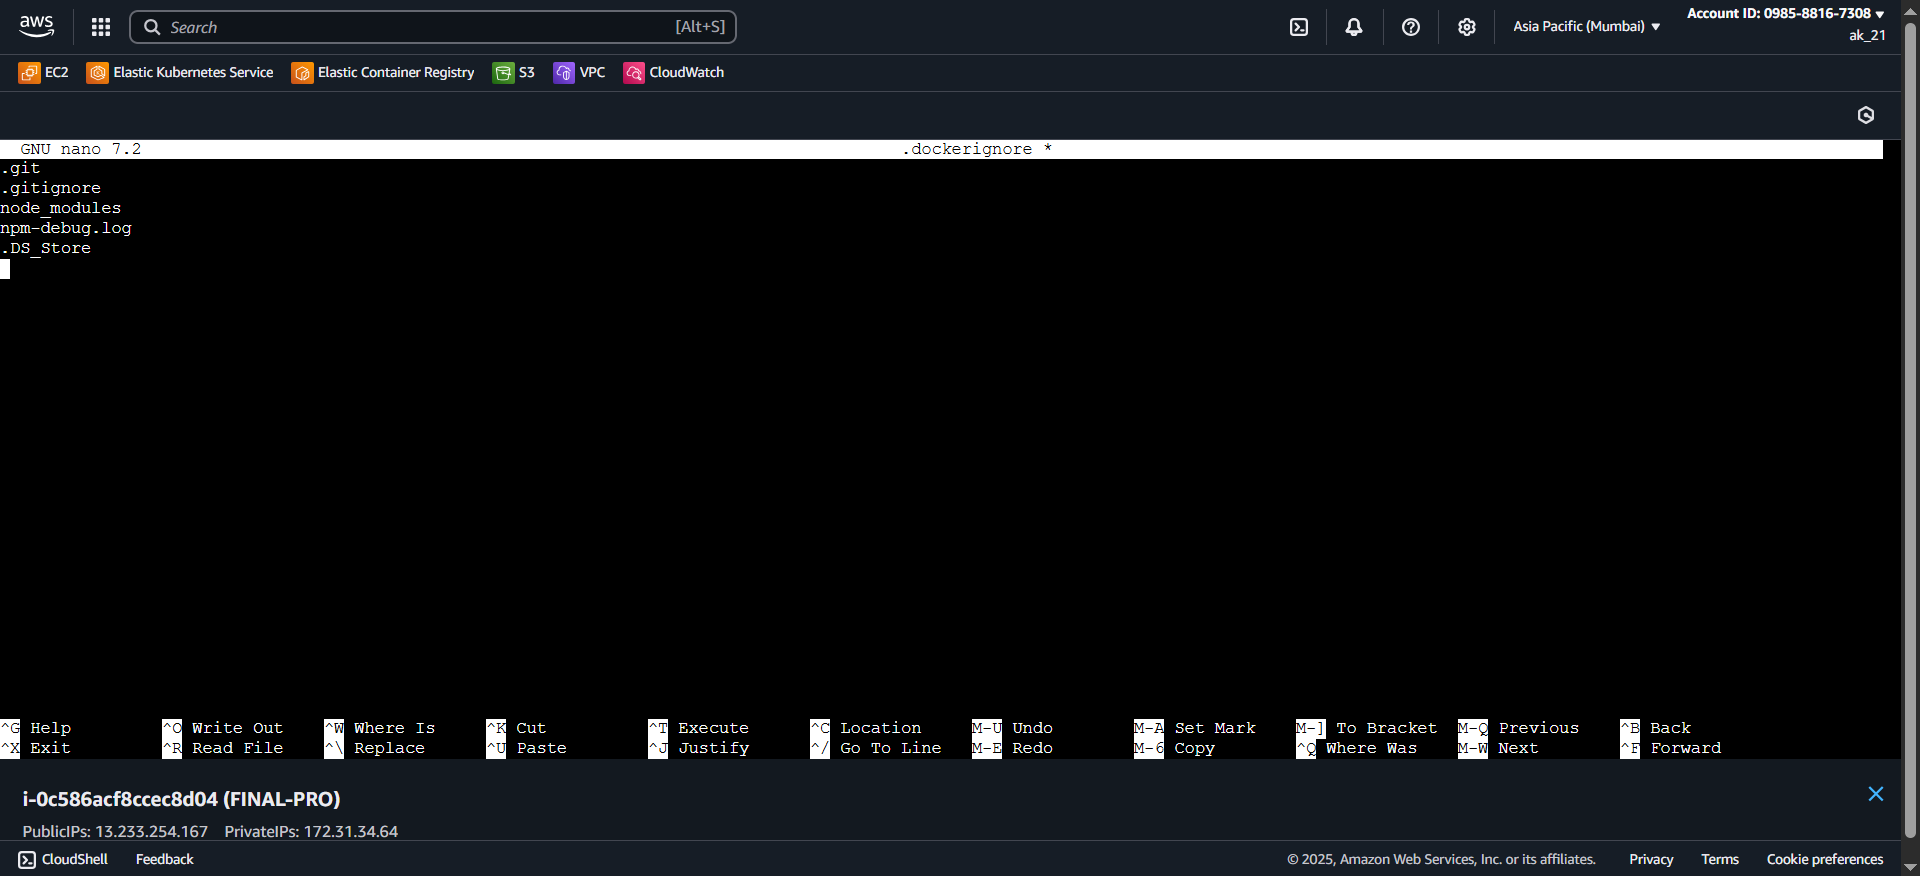 aws
Search [Alt+S]
Asia Pacific (Mumbai) ▼
Account ID: 0985-8816-7308 ▼
ak_21
EC2 Elastic Kubernetes Service Elastic Container Registry S3 VPC CloudWatch
GNU nano 7.2 .dockerignore *
.git
.gitignore
node_modules
npm-debug.log
.DS_Store
^G Help ^O Write Out ^W Where Is ^K Cut ^T Execute ^C Location M-U Undo M-A Set Mark M-] To Bracket M-Q Previous ^B Back
^X Exit ^R Read File ^\ Replace ^U Paste ^J Justify ^/ Go To Line M-E Redo M-6 Copy ^Q Where Was M-W Next ^F Forward
i-0c586acf8ccec8d04 (FINAL-PRO)
PublicIPs: 13.233.254.167 PrivateIPs: 172.31.34.64
CloudShell Feedback © 2025, Amazon Web Services, Inc. or its affiliates. Privacy Terms Cookie preferences